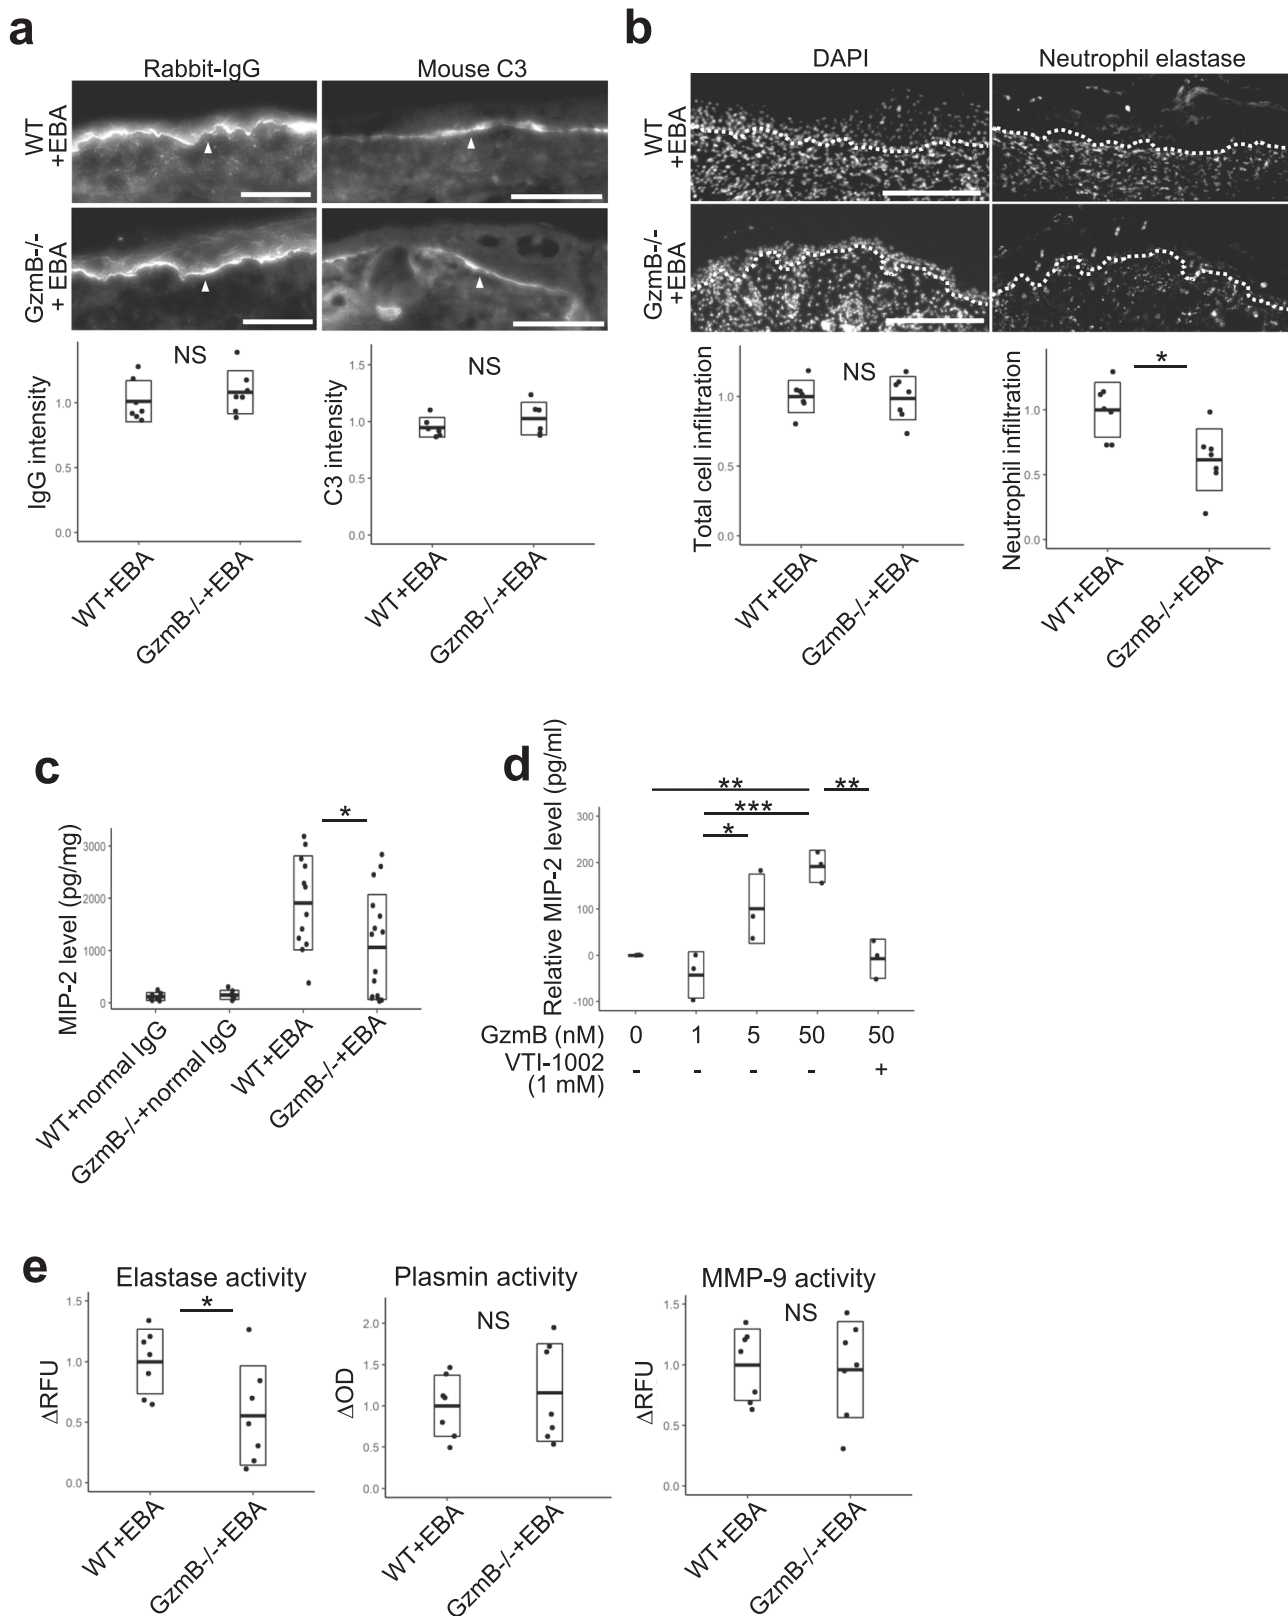 a
Rabbit-IgG
Mouse C3
WT
+EBA
GzmB-/-
+ EBA
NS
IgG intensity
1.0
0.5
0.0
WT+EBA
GzmB-/-+EBA
NS
C3 intensity
1.5
1.0
0.5
0.0
WT+EBA
GzmB-/-+EBA
b
DAPI
Neutrophil elastase
WT
+EBA
GzmB-/-
+EBA
NS
Total cell infiltration
1.0
0.5
0.0
WT+EBA
GzmB-/-+EBA
*
Neutrophil infiltration
1.0
0.5
0.0
WT+EBA
GzmB-/-+EBA
c
*
MIP-2 level (pg/mg)
3000
2000
1000
0
WT+normal IgG
GzmB-/-+normal IgG
WT+EBA
GzmB-/-+EBA
d
Relative MIP-2 level (pg/ml)
** **
***
*
300
200
100
0
-100
GzmB (nM) 0 1 5 50 50
VTI-1002 - - - - +
(1 mM)
e
Elastase activity
*
ΔRFU
1.5
1.0
0.5
0.0
WT+EBA
GzmB-/-+EBA
Plasmin activity
NS
ΔOD
2.0
1.5
1.0
0.5
0.0
WT+EBA
GzmB-/-+EBA
MMP-9 activity
NS
ΔRFU
1.5
1.0
0.5
0.0
WT+EBA
GzmB-/-+EBA